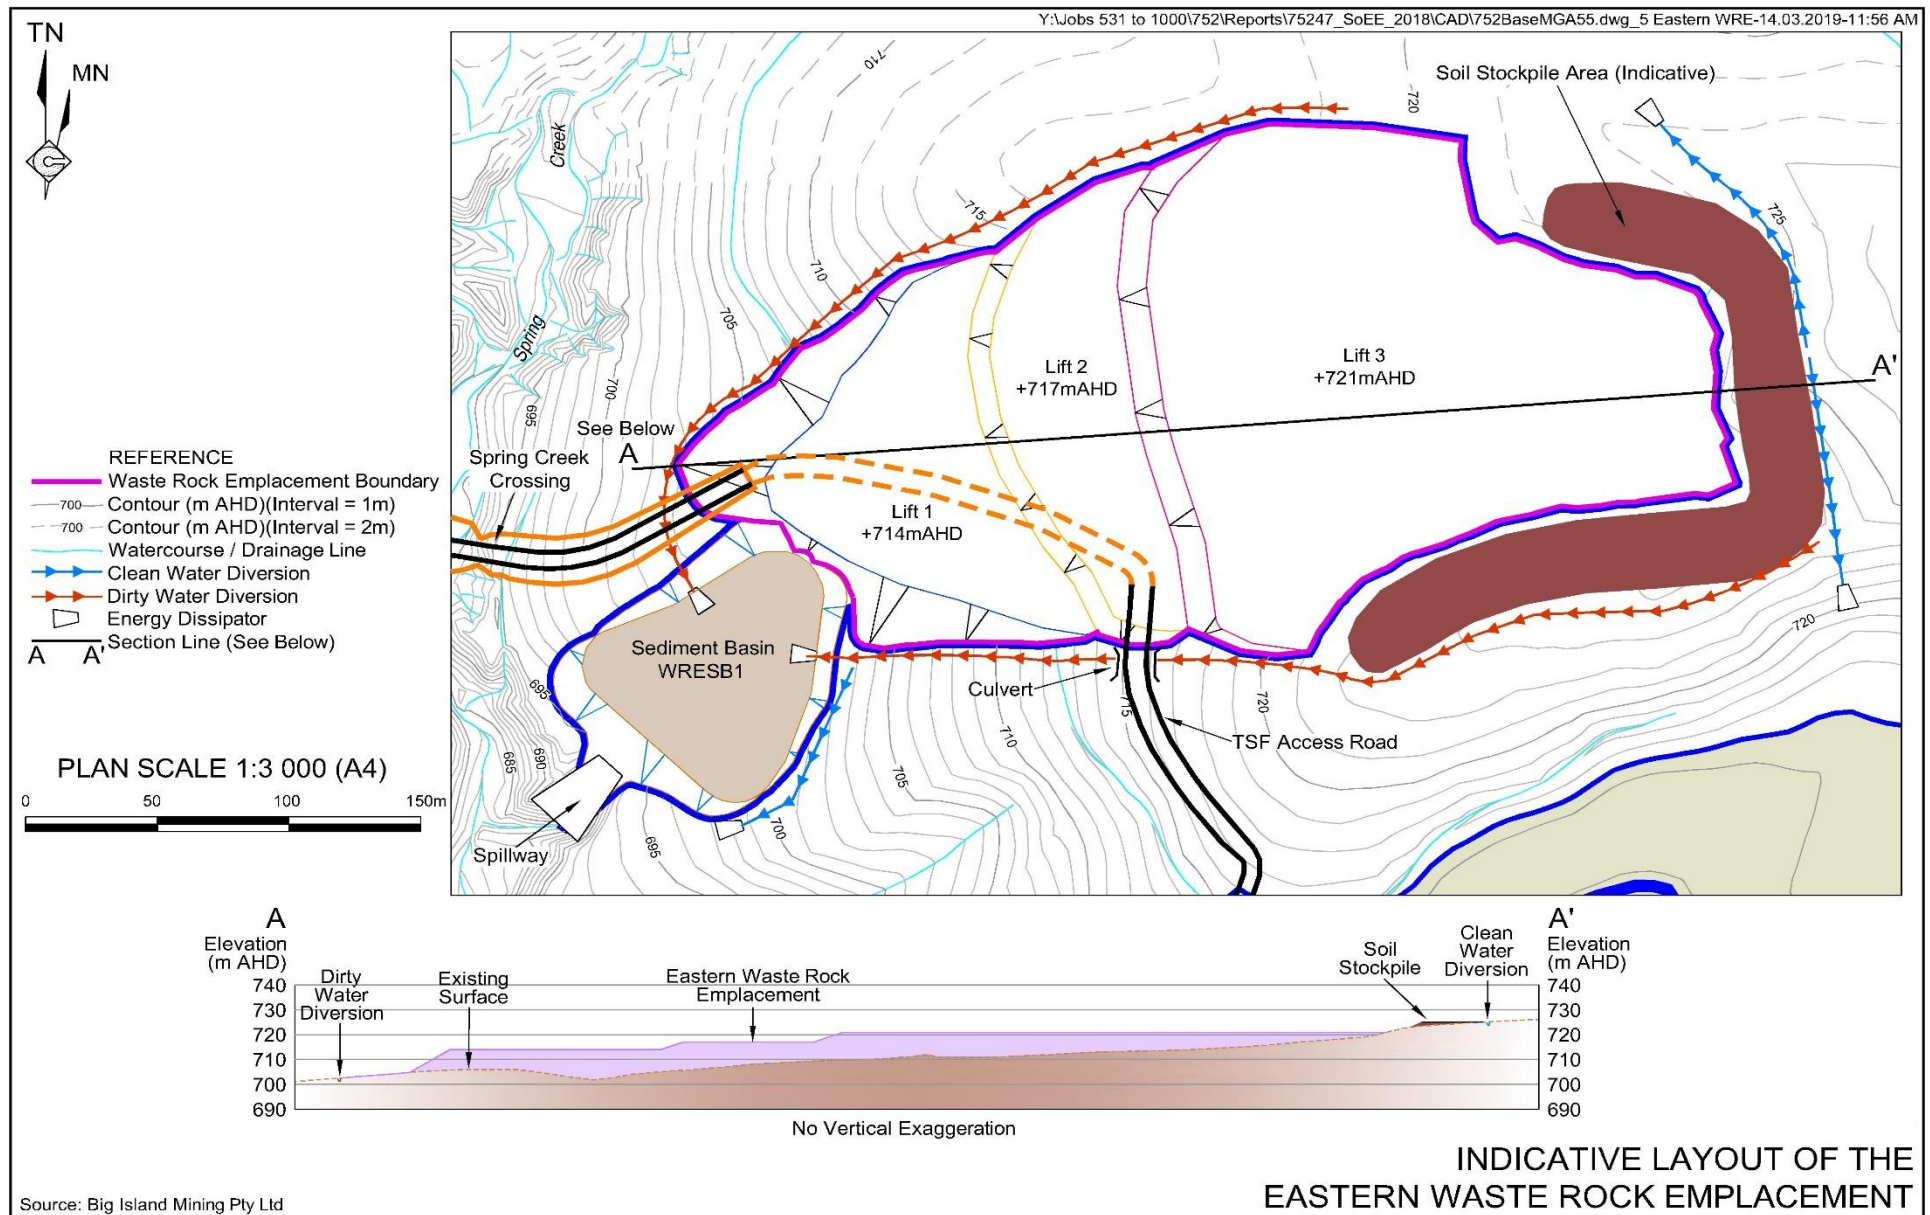 Y:\Jobs 531 to 1000\752\Reports\75247_SoEE_2018\CAD\752BaseMGA55.dwg_5 Eastern WRE-14.03.2019-11:56 AM
TN
MN
710
720
Soil Stockpile Area (Indicative)
Creek
715
725
710
705
Spring
Lift 2
+717mAHD
Lift 3
+721mAHD
A'
700
695
See Below
A
Spring Creek
Crossing
REFERENCE
Waste Rock Emplacement Boundary
700 Contour (m AHD)(Interval = 1m)
700 Contour (m AHD)(Interval = 2m)
Watercourse / Drainage Line
Clean Water Diversion
Dirty Water Diversion
Energy Dissipator
Section Line (See Below)
A A'
Lift 1
+714mAHD
Sediment Basin
WRESB1
Culvert
715
720
720
TSF Access Road
695
710
705
685
690
700
695
Spillway
PLAN SCALE 1:3 000 (A4)
0 50 100 150m
A
Elevation
(m AHD)
740
730
720
710
700
690
Dirty
Water
Diversion
Existing
Surface
Eastern Waste Rock
Emplacement
Soil
Stockpile
Clean
Water
Diversion
A'
Elevation
(m AHD)
740
730
720
710
700
690
No Vertical Exaggeration
INDICATIVE LAYOUT OF THE
EASTERN WASTE ROCK EMPLACEMENT
Source: Big Island Mining Pty Ltd